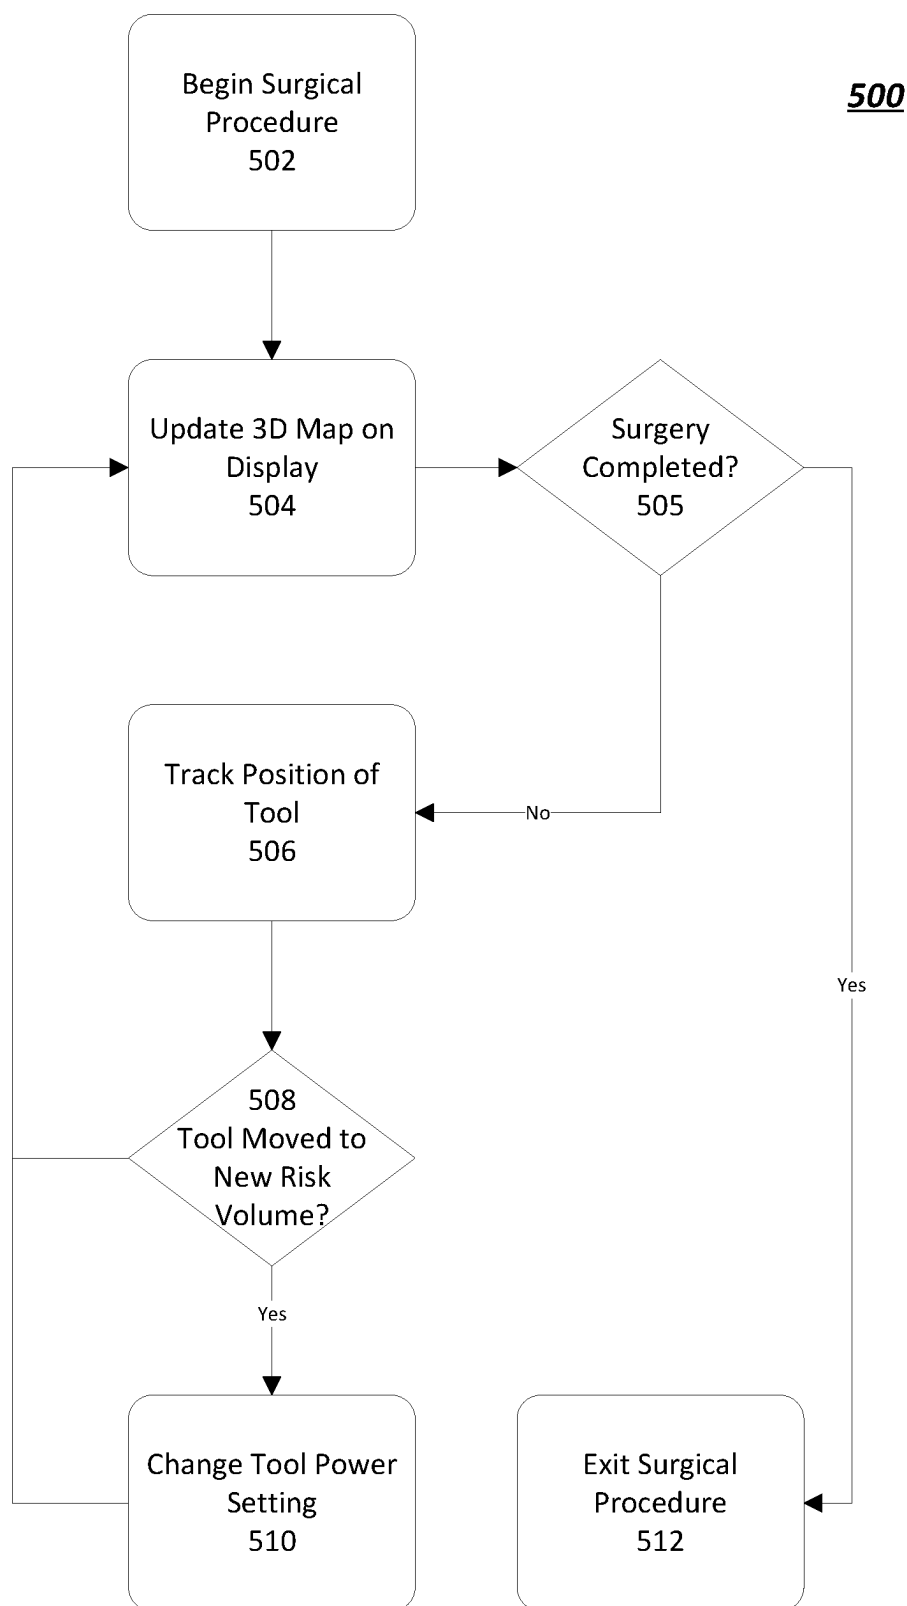 500
Begin Surgical
Procedure
502
Update 3D Map on
Display
504
Surgery
Completed?
505
Track Position of
Tool
506
No
Yes
508
Tool Moved to
New Risk
Volume?
Yes
Change Tool Power
Setting
510
Exit Surgical
Procedure
512